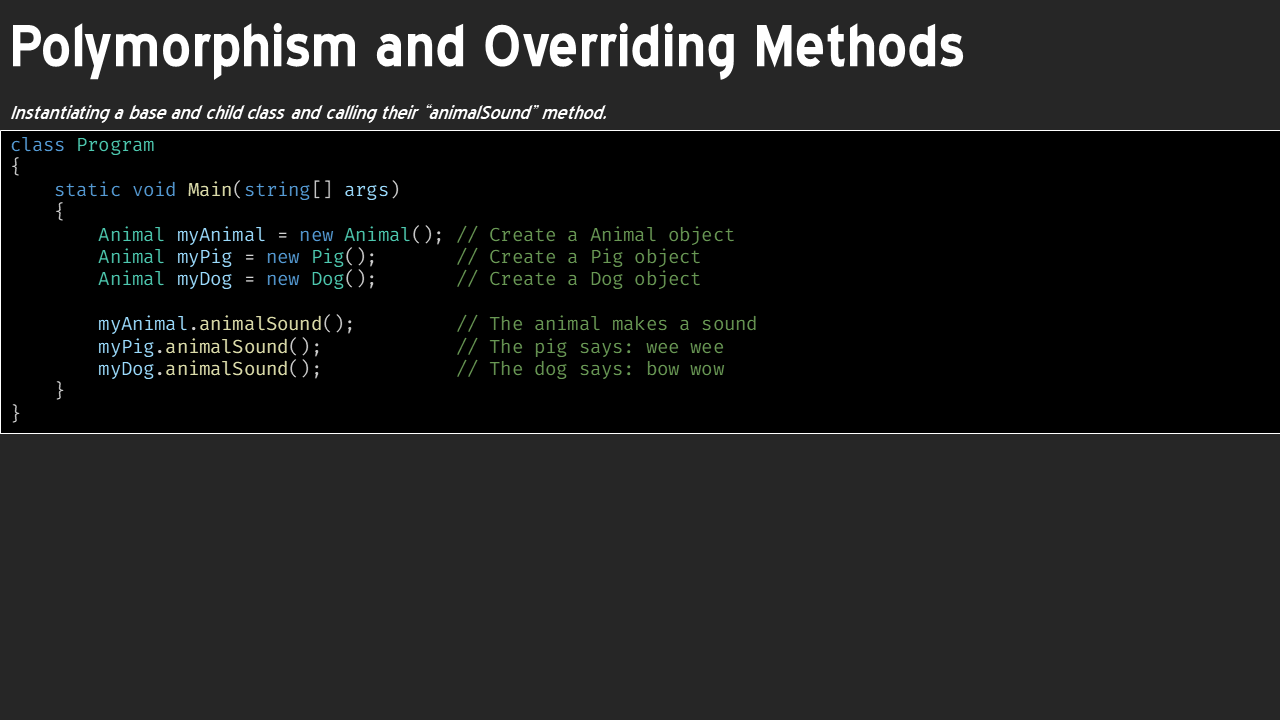 Polymorphism and Overriding Methods
Instantiating a base and child class and calling their “animalSound” method.
class Program
{
    static void Main(string[] args)
    {
        Animal myAnimal = new Animal(); // Create a Animal object
        Animal myPig = new Pig();       // Create a Pig object
        Animal myDog = new Dog();       // Create a Dog object

        myAnimal.animalSound();         // The animal makes a sound
        myPig.animalSound();            // The pig says: wee wee
        myDog.animalSound();            // The dog says: bow wow
    }
}